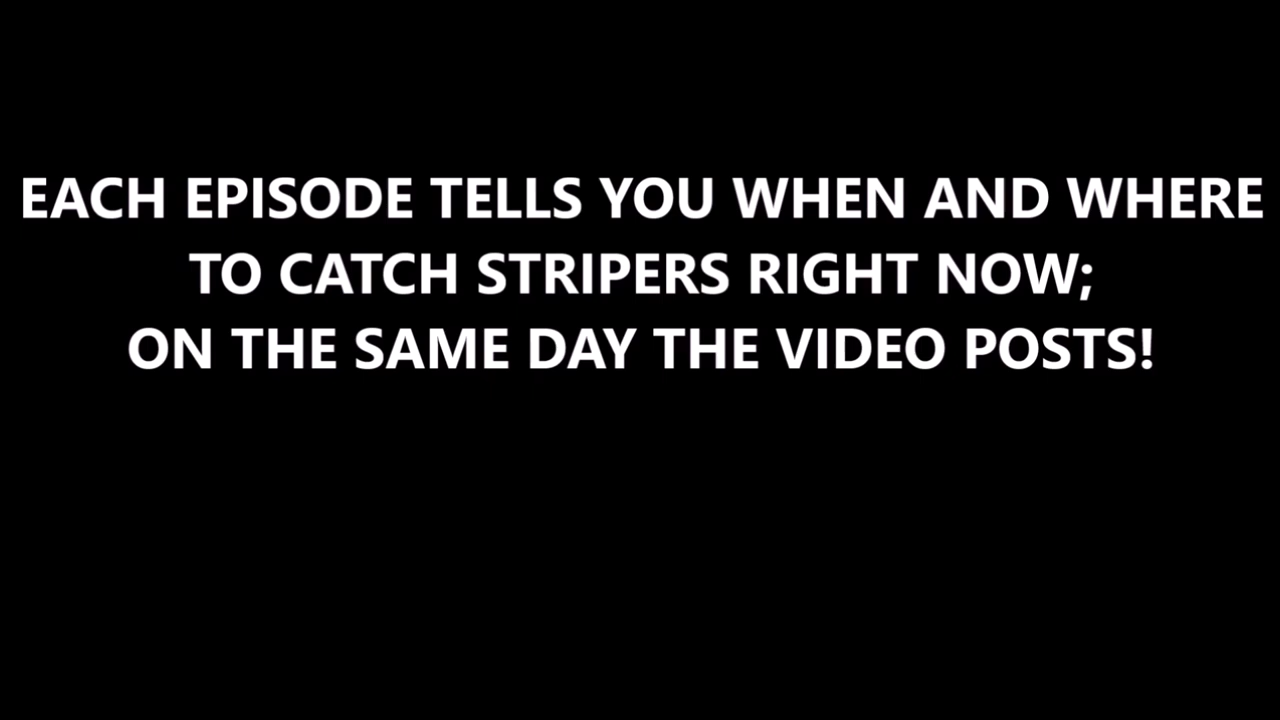 EACH EPISODE TELLS YOU WHEN AND WHERE
TO CATCH STRIPERS RIGHT NOW;
ON THE SAME DAY THE VIDEO POSTS!